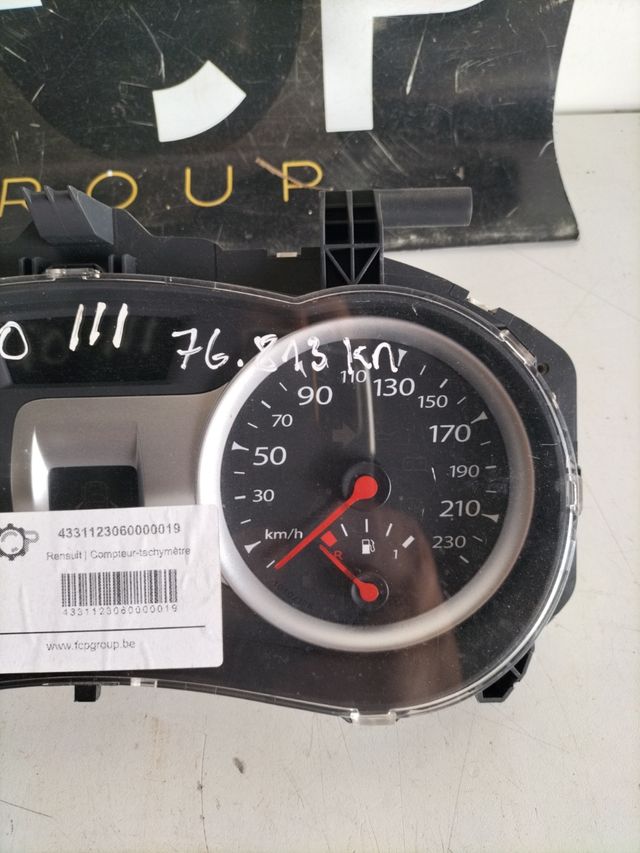 CP
ROUP
O III 76.813 km
110
90 130
70 150
50 170
190
30
210
km/h 230
R 1
4331123060000019
Renault | Compteur-tachymètre
4331123060000019
www.fcpgroup.be